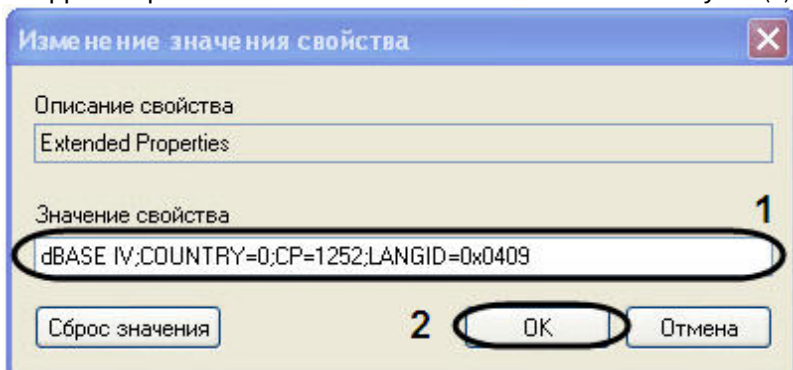 Изменение значения свойства
Описание свойства
Extended Properties
Значение свойства 1
dBASE IV;COUNTRY=0;CP=1252;LANGID=0x0409
Сброс значения 2 OK Отмена